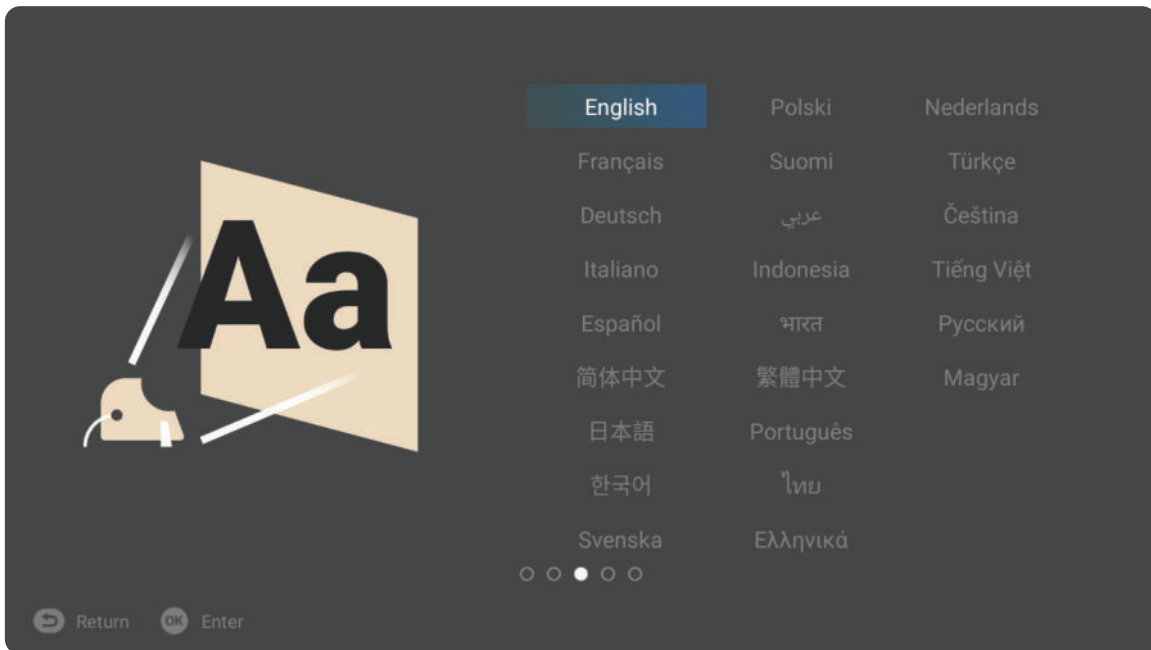 Aa
English Polski Nederlands
Français Suomi Türkçe
Deutsch عربي Čeština
Italiano Indonesia Tiếng Việt
Español भारत Русский
简体中文 繁體中文 Magyar
日本語 Português
한국어 ไทย
Svenska Ελληνικά
Return OK Enter